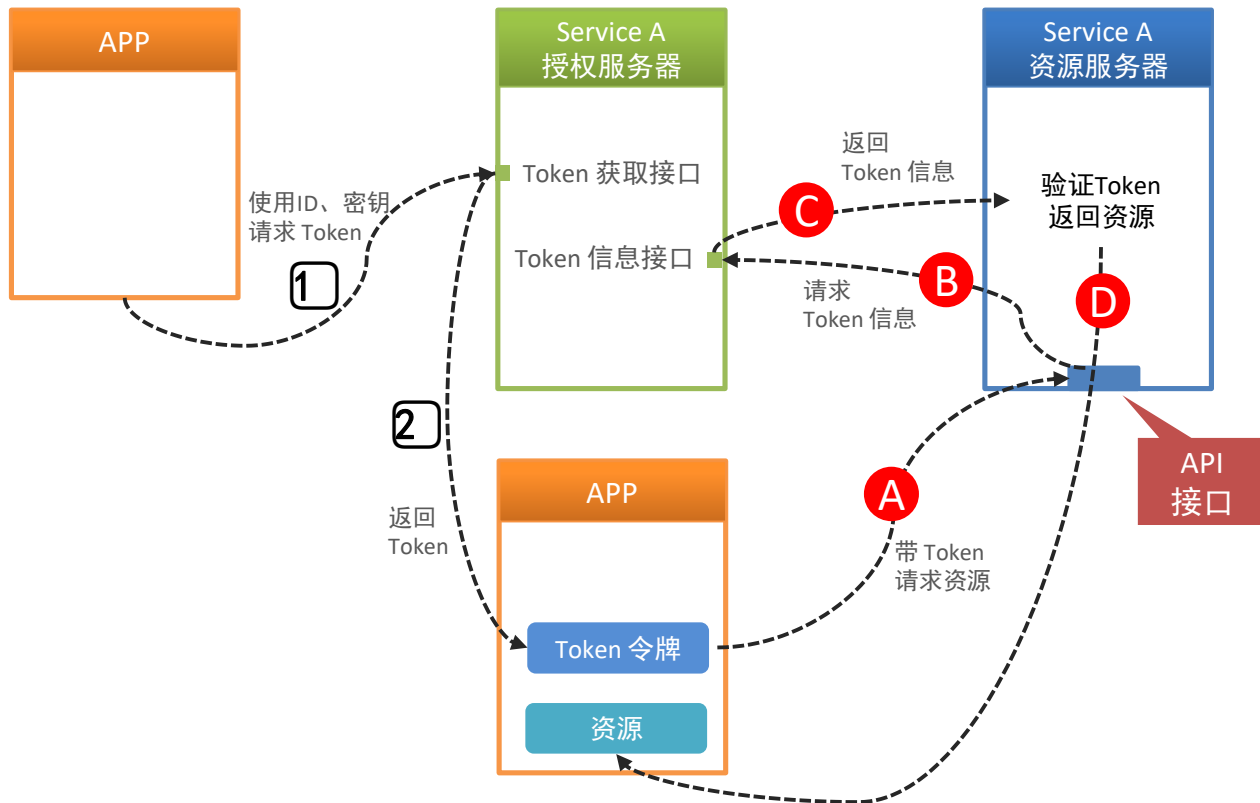 APP
Service A
授权服务器
Service A
资源服务器
返回
Token 信息
Token 获取接口
使用ID、密钥
请求 Token
验证Token
返回资源
C
Token 信息接口
1
B
D
请求
Token 信息
2
API
接口
APP
A
返回
Token
带 Token
请求资源
Token 令牌
资源